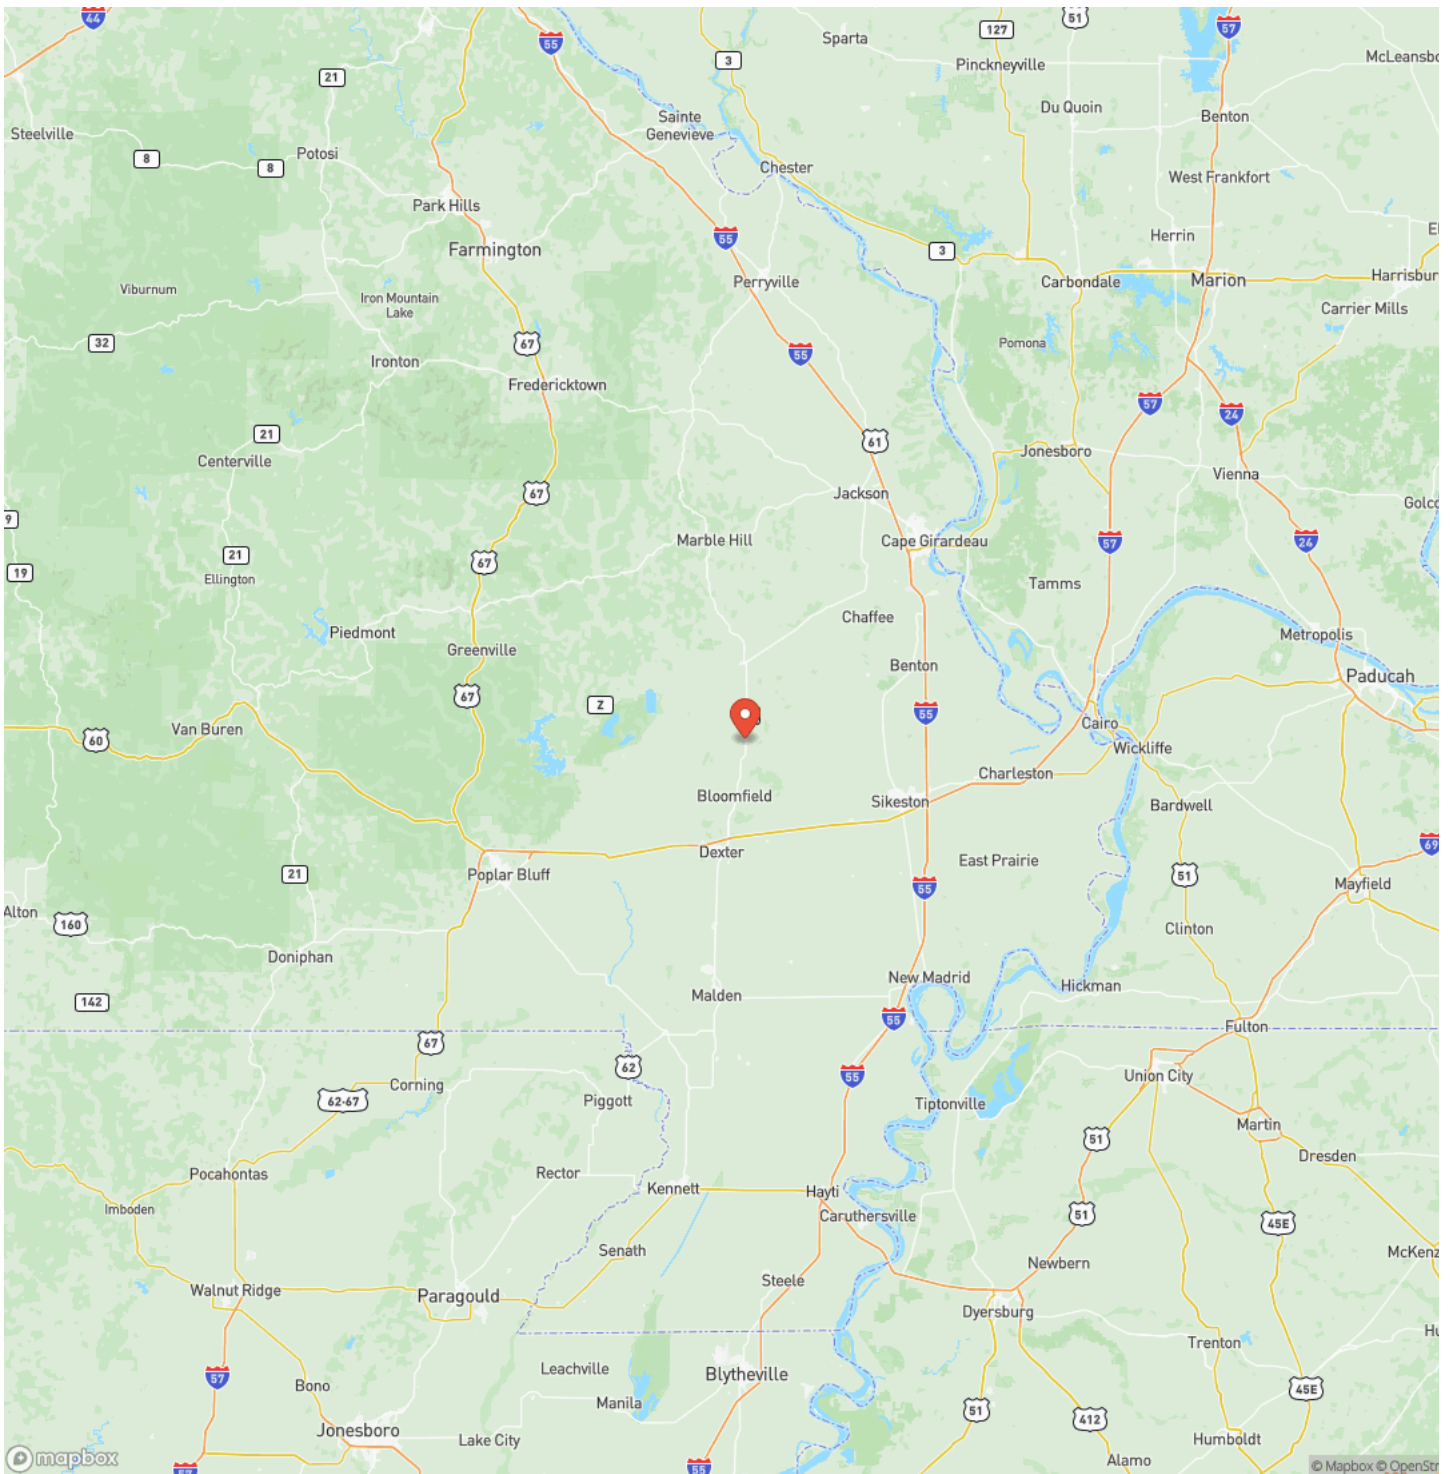 44
55
51
127
57
3
Sparta
Pinckneyville
McLeansbo
21
Du Quoin
Benton
Sainte
Genevieve
Steelville
8
8
Potosi
Chester
West Frankfort
Park Hills
55
Farmington
3
Herrin
El
Perryville
Carbondale
Marion
Harrisbur
Viburnum
Iron Mountain
Lake
Carrier Mills
32
67
55
Pomona
Ironton
Fredericktown
57
24
21
61
Centerville
Jonesboro
Vienna
67
Jackson
Golco
9
Marble Hill
Cape Girardeau
57
24
21
67
19
Ellington
Tamms
Chaffee
Piedmont
Metropolis
Greenville
Benton
Paducah
67
Z
55
Van Buren
60
Cairo
Wickliffe
Charleston
Bloomfield
Sikeston
Bardwell
69
Dexter
East Prairie
21
Poplar Bluff
55
51
Mayfield
Alton
160
Clinton
Doniphan
New Madrid
Hickman
142
Malden
55
Fulton
67
62
55
Union City
Corning
62-67
Piggott
Tiptonville
51
Martin
Dresden
Pocahontas
Rector
Kennett
Hayti
Imboden
Caruthersville
51
45E
Senath
McKenz
Newbern
Steele
Walnut Ridge
Paragould
Dyersburg
Trenton
Hu
57
Leachville
Blytheville
Bono
Manila
51
45E
412
Jonesboro
Lake City
Humboldt
Alamo
mapbox
57
55
© Mapbox © OpenStr